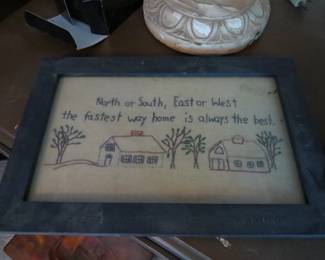 North or South, East or West
the fastest way home is always the best.